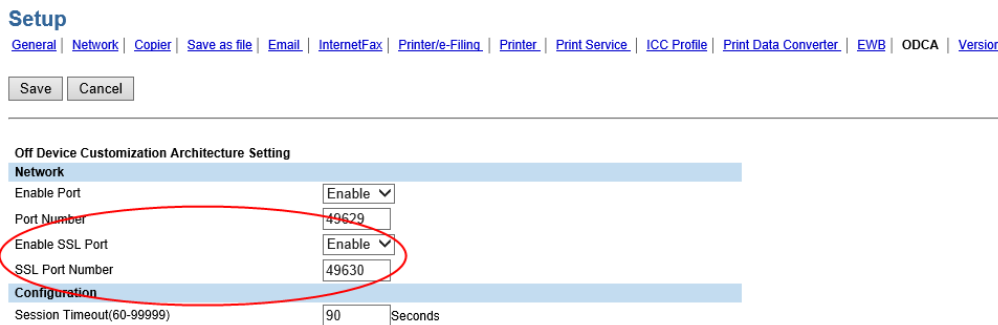 Setup
General | Network | Copier | Save as file | Email | InternetFax | Printer/e-Filing | Printer | Print Service | ICC Profile | Print Data Converter | EWB | ODCA | Version
Save Cancel
Off Device Customization Architecture Setting
Network
Enable Port Enable
Port Number 49629
Enable SSL Port Enable
SSL Port Number 49630
Configuration
Session Timeout(60-99999) 90 Seconds